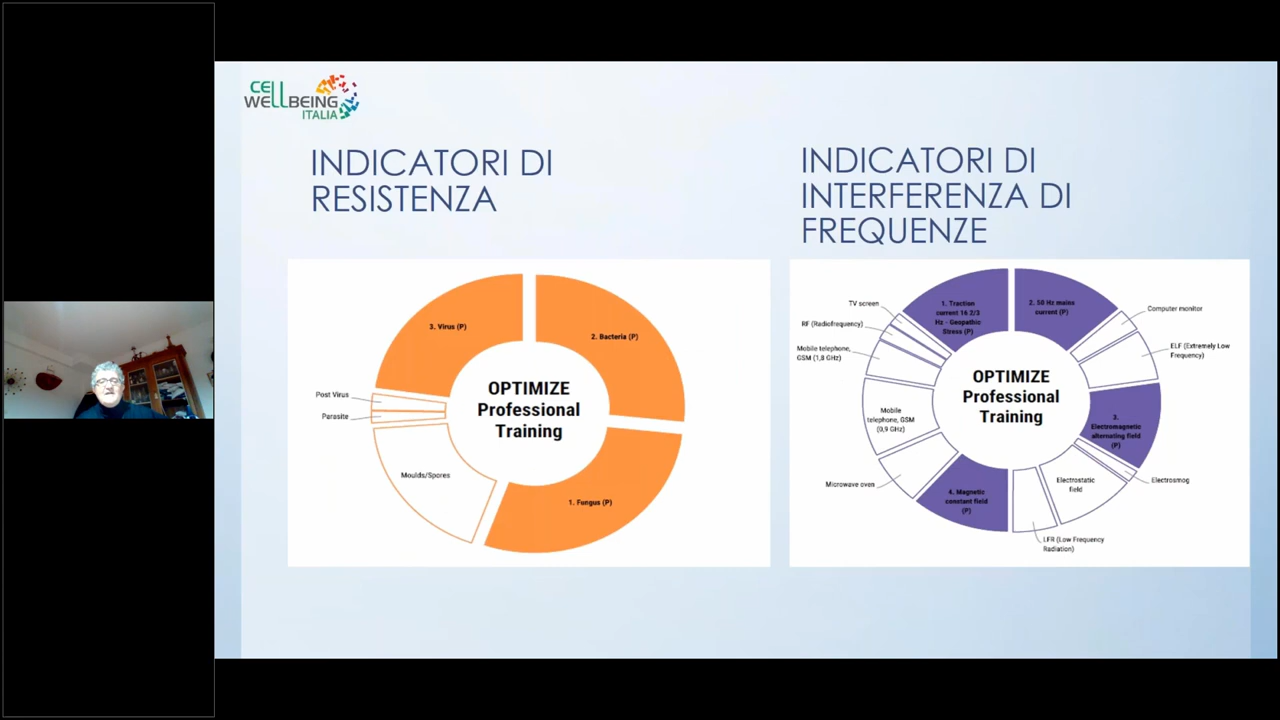 CELL
WELLBEING
ITALIA
INDICATORI DI
RESISTENZA
INDICATORI DI
INTERFERENZA DI
FREQUENZE
3. Virus (P)
2. Bacteria (P)
Post Virus
Parasite
OPTIMIZE
Professional
Training
Moulds/Spores
1. Fungus (P)
TV screen
RF (Radiofrequency)
Mobile telephone,
GSM (1,8 GHz)
1. Traction
current 16 2/3
Hz - Geopathic
Stress (P)
2. 50 Hz mains
current (P)
Computer monitor
ELF (Extremely Low
Frequency)
OPTIMIZE
Professional
Training
Mobile
telephone, GSM
(0,9 GHz)
3.
Electromagnetic
alternating field
(P)
Microwave oven
4. Magnetic
constant field
(P)
Electrostatic
field
Electrosmog
LFR (Low Frequency
Radiation)